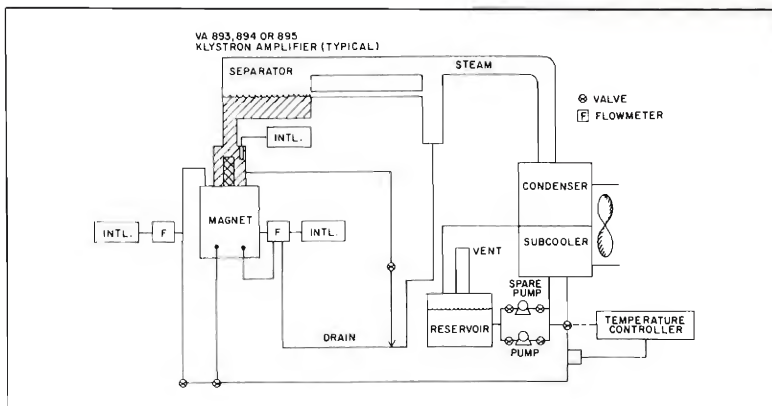 VA 893, 894 OR 895
KLYSTRON AMPLIFIER (TYPICAL)
SEPARATOR
STEAM
VALVE
F FLOWMETER
INTL.
CONDENSER
MAGNET
INTL.
F
F
INTL.
SUBCOOLER
VENT
SPARE
PUMP
RESERVOIR
TEMPERATURE
CONTROLLER
DRAIN
PUMP